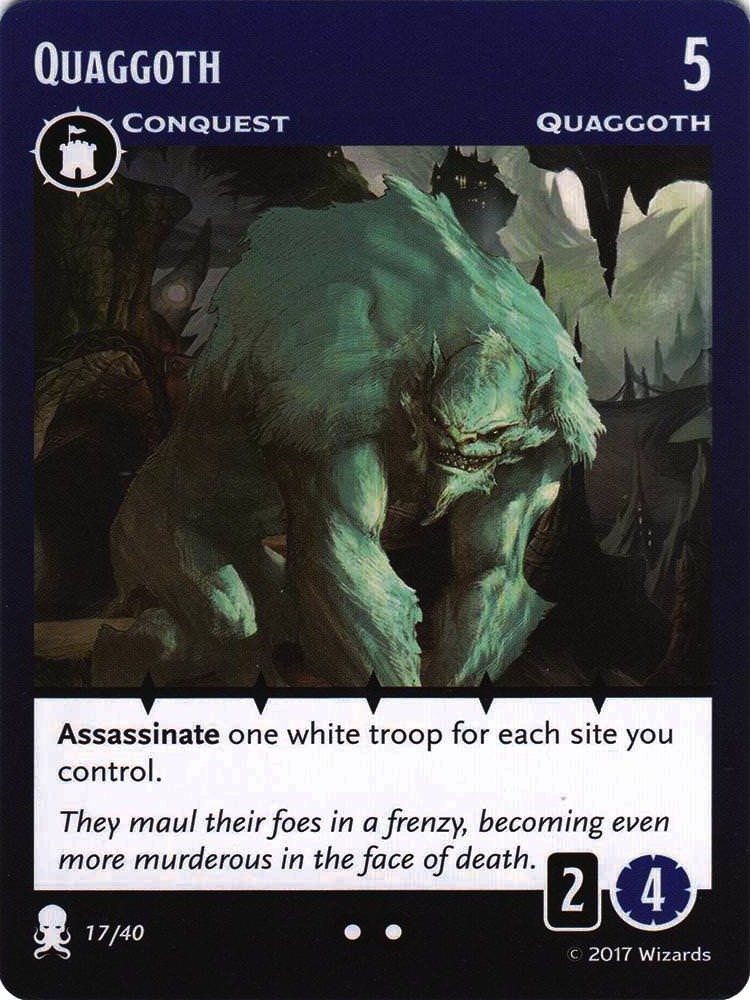 Quaggoth 5
Conquest Quaggoth
Assassinate one white troop for each site you
control.
They maul their foes in a frenzy, becoming even
more murderous in the face of death.
2 4
17/40
© 2017 Wizards